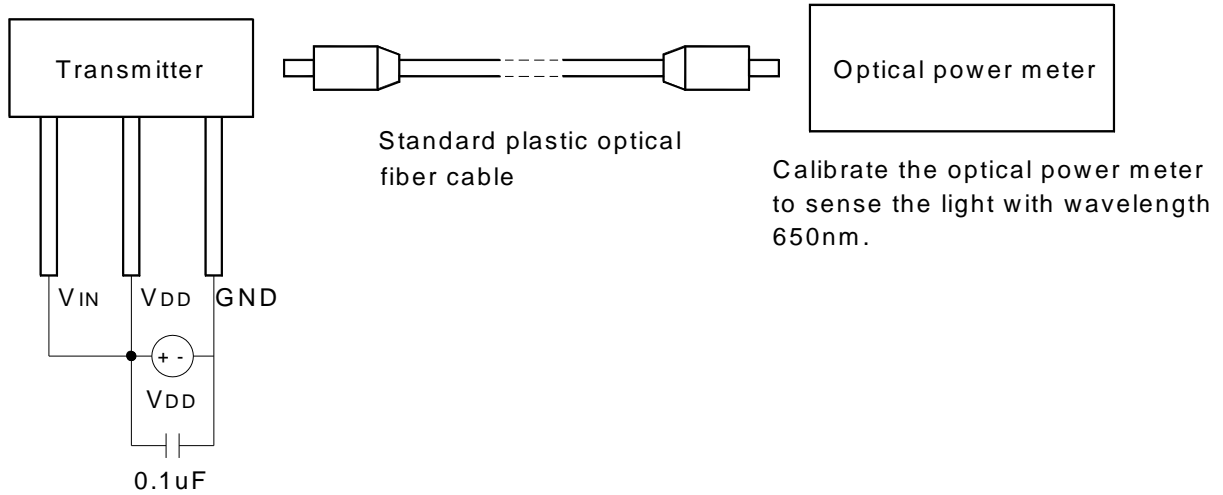 Transmitter
Optical power meter
Standard plastic optical
fiber cable
Calibrate the optical power meter
to sense the light with wavelength
650nm.
VIN
VDD
GND
+ -
VDD
0.1uF